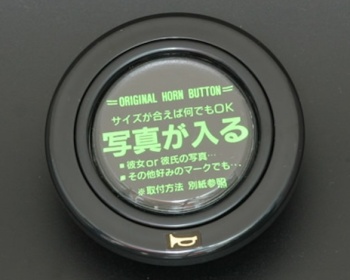 ORIGINAL HORN BUTTON
サイズが合えば何でもOK
写真が入る
■彼女or彼氏の写真…
■その他好みのマークでも…
@取付方法 別紙参照